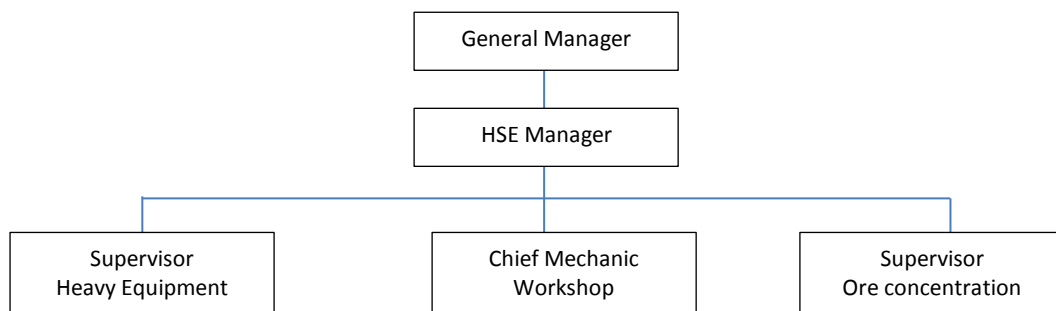 General Manager
HSE Manager
Supervisor
Heavy Equipment
Chief Mechanic
Workshop
Supervisor
Ore concentration